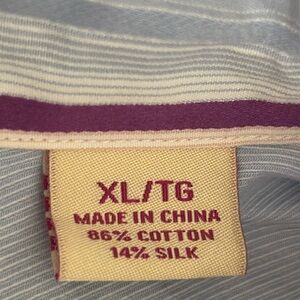 XL/TG
MADE IN CHINA
86% COTTON
14% SILK